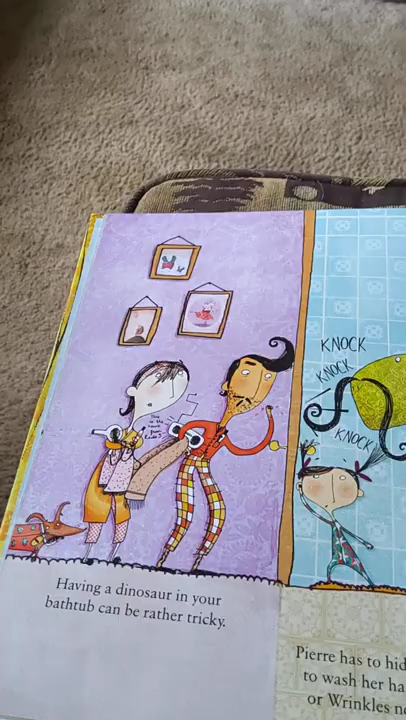 KNOCK
KNOCK
KNOCK
Having a dinosaur in your
bathtub can be rather tricky.
Pierre has to hid
to wash her ha
or Wrinkles n